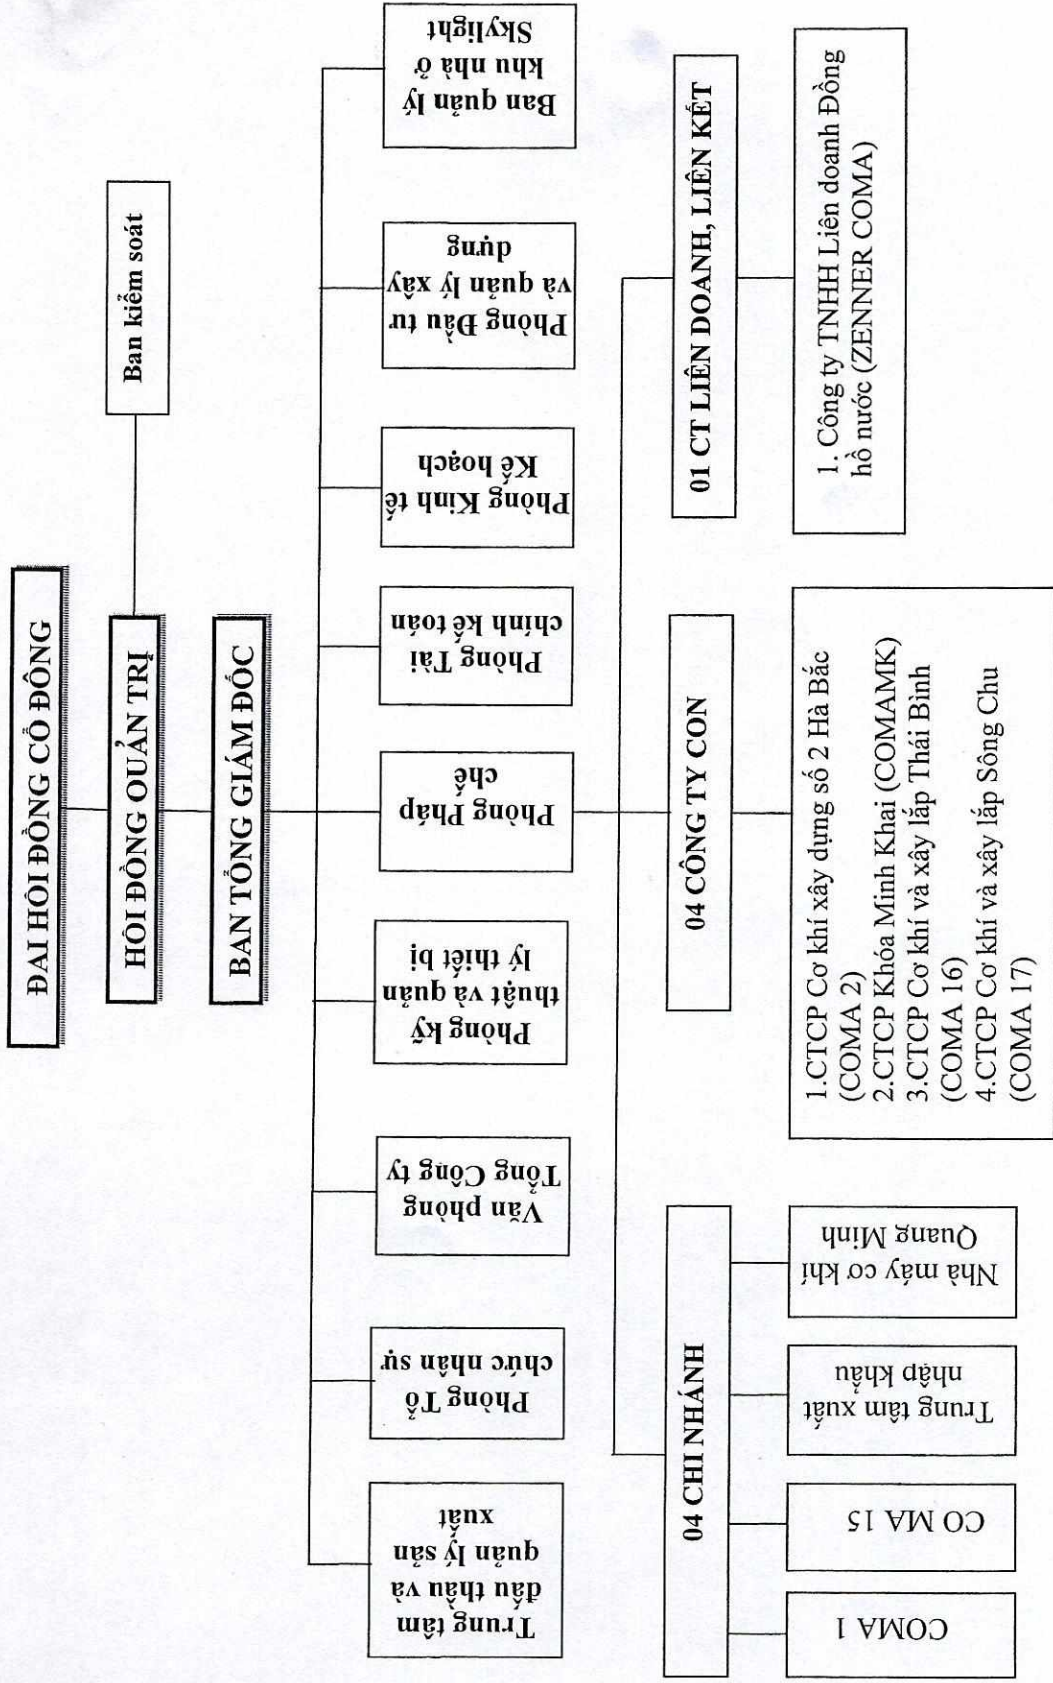 ĐẠI HỘI ĐỒNG CỔ ĐÔNG
HỘI ĐỒNG QUẢN TRỊ
Ban kiểm soát
BAN TỔNG GIÁM ĐỐC
Trung tâm
đấu thầu và
quản lý sản
xuất
Phòng Tổ
chức nhân sự
Văn phòng
Tổng Công ty
Phòng kỹ
thuật và quản
lý thiết bị
Phòng Pháp
chế
Phòng Tài
chính kế toán
Phòng Kinh tế
Kế hoạch
Phòng Đầu tư
và quản lý xây
dựng
Ban quản lý
khu nhà ở
Skylight
04 CHI NHÁNH
04 CÔNG TY CON
01 CT LIÊN DOANH, LIÊN KẾT
COMA 1
CO MA 15
Trung tâm xuất
nhập khẩu
Nhà máy cơ khí
Quang Minh
1.CTCP Cơ khí xây dựng số 2 Hà Bắc
(COMA 2)
2.CTCP Khóa Minh Khai (COMAMK)
3.CTCP Cơ khí và xây lắp Thái Bình
(COMA 16)
4.CTCP Cơ khí và xây lắp Sông Chu
(COMA 17)
1. Công ty TNHH Liên doanh Đồng
hồ nước (ZENNER COMA)